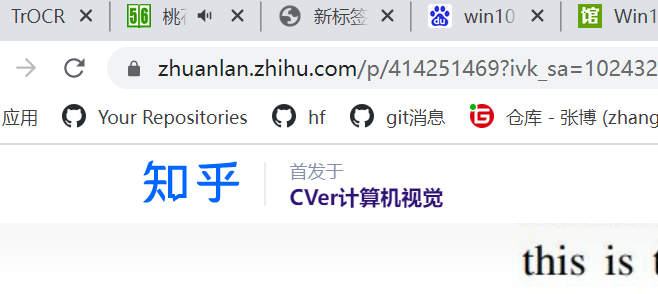 TrOCR
桃
新标签
win10
Win1
zhuanlan.zhihu.com/p/414251469?ivk_sa=102432
应用 Your Repositories hf git消息 仓库 - 张博 (zhang
知乎
首发于
CVer计算机视觉
this is